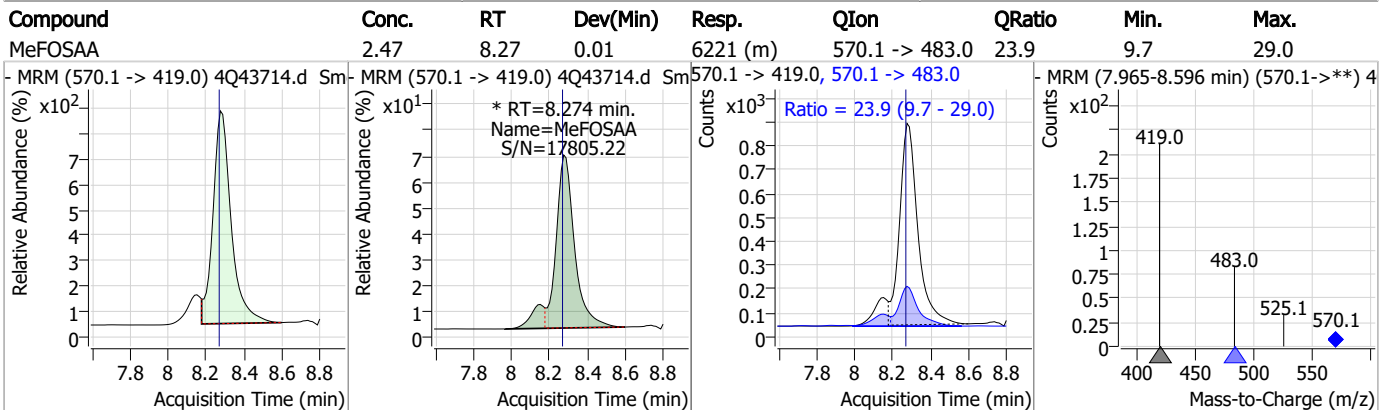 Compound Conc. RT Dev(Min) Resp. QIon QRatio Min. Max.
MeFOSAA 2.47 8.27 0.01 6221 (m) 570.1 -> 483.0 23.9 9.7 29.0
- MRM (570.1 -> 419.0) 4Q43714.d Sm
x10²
Relative Abundance (%)
7
6
5
4
3
2
1
0
7.8 8 8.2 8.4 8.6 8.8
Acquisition Time (min)
- MRM (570.1 -> 419.0) 4Q43714.d Sm
x10¹
* RT=8.274 min.
Name=MeFOSAA
S/N=17805.22
Relative Abundance (%)
7
6
5
4
3
2
1
0
7.8 8 8.2 8.4 8.6 8.8
Acquisition Time (min)
570.1 -> 419.0, 570.1 -> 483.0
x10³
Ratio = 23.9 (9.7 - 29.0)
Counts
0.8
0.7
0.6
0.5
0.4
0.3
0.2
0.1
0
7.8 8 8.2 8.4 8.6 8.8
Acquisition Time (min)
- MRM (7.965-8.596 min) (570.1->**) 4
x10²
Counts
419.0
483.0
525.1
570.1
2
1.75
1.5
1.25
1
0.75
0.5
0.25
0
400 450 500 550
Mass-to-Charge (m/z)